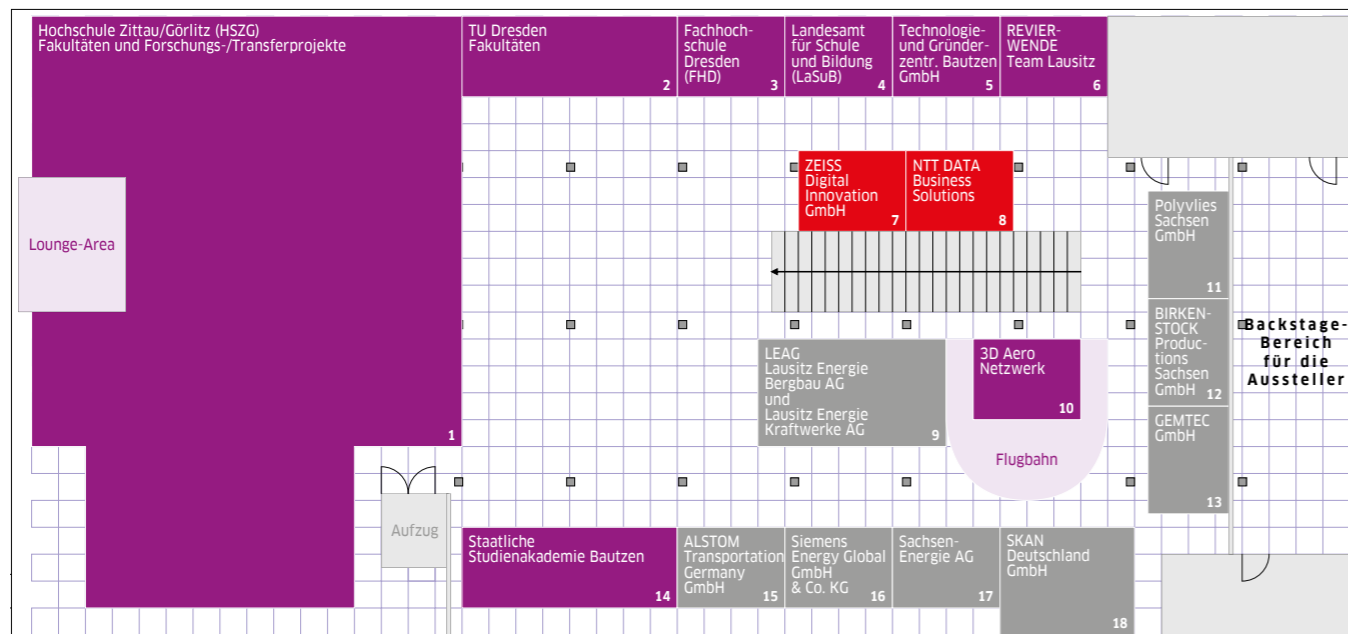 Hochschule Zittau/Görlitz (HSZG)
Fakultäten und Forschungs-/Transferprojekte
1
Lounge-Area
TU Dresden
Fakultäten
2
Fachhoch-
schule
Dresden
(FHD)
3
Landesamt
für Schule
und Bildung
(LaSuB)
4
Technologie-
und Gründer-
zentr. Bautzen
GmbH
5
REVIER-
WENDE
Team Lausitz
6
ZEISS
Digital
Innovation
GmbH
7
NTT DATA
Business
Solutions
8
LEAG
Lausitz Energie
Bergbau AG
und
Lausitz Energie
Kraftwerke AG
9
3D Aero
Netzwerk
10
Flugbahn
Polyvlies
Sachsen
GmbH
11
BIRKEN-
STOCK
Produc-
tions
Sachsen
GmbH
12
GEMTEC
GmbH
13
Backstage-
Bereich
für die
Aussteller
Aufzug
Staatliche
Studienakademie Bautzen
14
ALSTOM
Transportation
Germany
GmbH
15
Siemens
Energy Global
GmbH
& Co. KG
16
Sachsen-
Energie AG
17
SKAN
Deutschland
GmbH
18